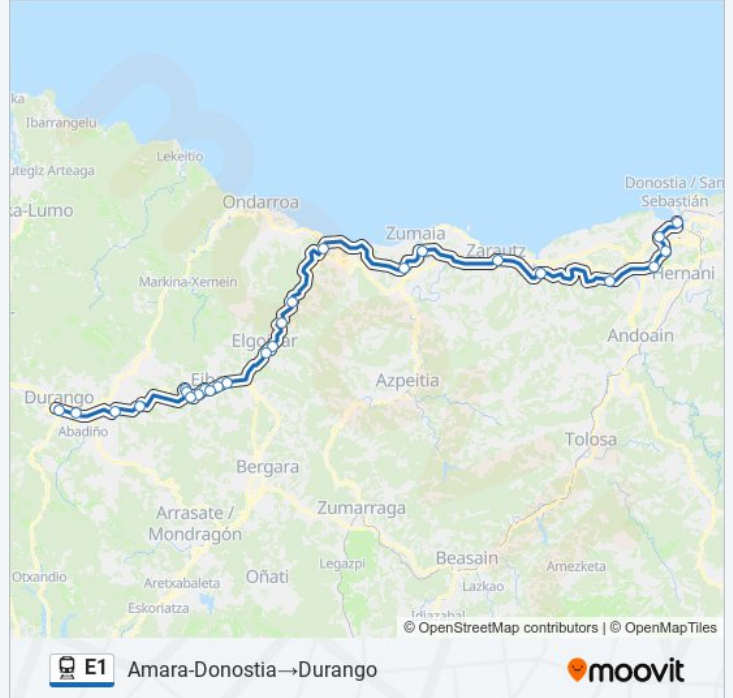 ka
Ibarrangelu
Lekeitio
utegiz Arteaga
Donostia / San
Sebastián
ka-Lumo
Ondarroa
Zumaia
Zarautz
Hernani
Markina-Xemein
Elgoibar
Andoain
Eibar
Azpeitia
Durango
Abadiño
Tolosa
Bergara
Zumarraga
Arrasate /
Mondragón
Beasain
Legazpi
Amezketa
Otxandio
Aretxabaleta
Oñati
Lazkao
Eskoriatza
Idiazabal
© OpenStreetMap contributors | © OpenMapTiles
E1 Amara-Donostia→Durango
moovit